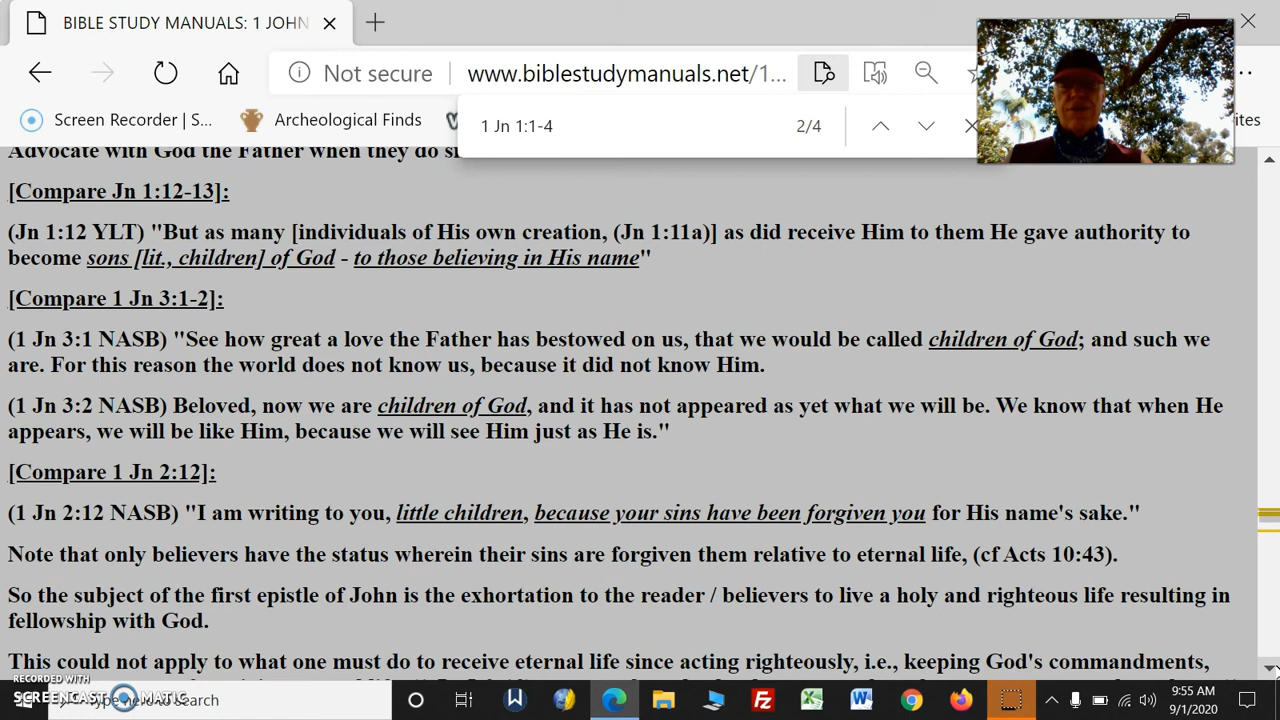 BIBLE STUDY MANUALS: 1 JOHN
Not secure www.biblestudymanuals.net/1...
Screen Recorder | S... Archeological Fields ites
1 Jn 1:1-4 2/4
Advocate with God the Father when they do si
[Compare Jn 1:12-13]:
(Jn 1:12 YLT) "But as many [individuals of His own creation, (Jn 1:11a)] as did receive Him to them He gave authority to
become sons [lit., children] of God - to those believing in His name"
[Compare 1 Jn 3:1-2]:
(1 Jn 3:1 NASB) "See how great a love the Father has bestowed on us, that we would be called children of God; and such we
are. For this reason the world does not know us, because it did not know Him.
(1 Jn 3:2 NASB) Beloved, now we are children of God, and it has not appeared as yet what we will be. We know that when He
appears, we will be like Him, because we will see Him just as He is."
[Compare 1 Jn 2:12]:
(1 Jn 2:12 NASB) "I am writing to you, little children, because your sins have been forgiven you for His name's sake."
Note that only believers have the status wherein their sins are forgiven them relative to eternal life, (cf Acts 10:43).
So the subject of the first epistle of John is the exhortation to the reader / believers to live a holy and righteous life resulting in
fellowship with God.
This could not apply to what one must do to receive eternal life since acting righteously, i.e., keeping God's commandments,
RECORDED WITH
SCREENCAST MATIC
Type here to search
9:55 AM
9/1/2020